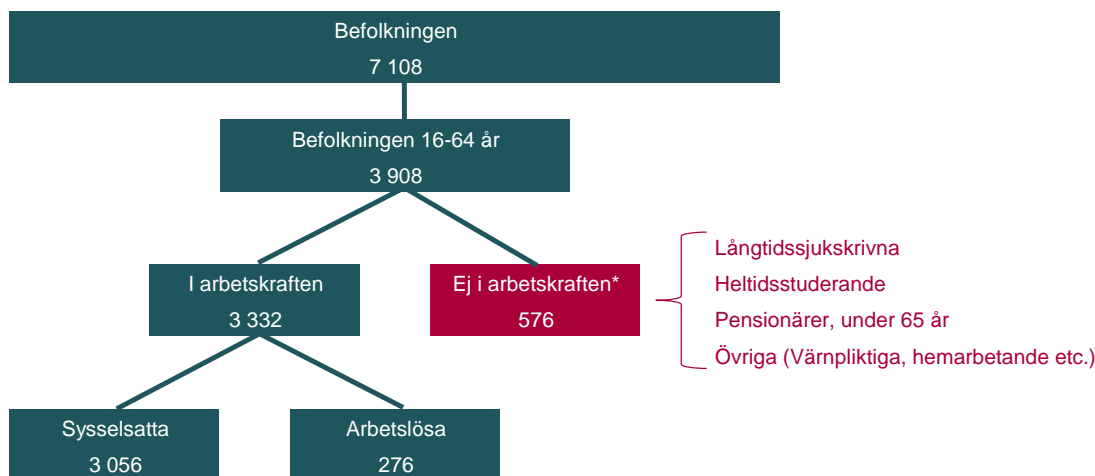 Befolkningen
7 108
Befolkningen 16-64 år
3 908
I arbetskraften
3 332
Ej i arbetskraften*
576
Långtidssjukskrivna
Heltidsstuderande
Pensionärer, under 65 år
Övriga (Värnpliktiga, hemarbetande etc.)
Sysselsatta
3 056
Arbetslösa
276